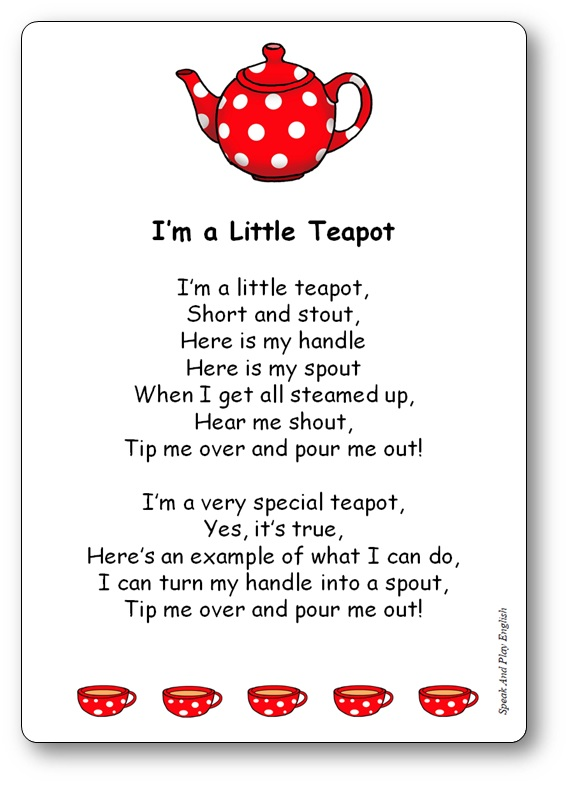 I'm a Little Teapot
I'm a little teapot,
Short and stout,
Here is my handle
Here is my spout
When I get all steamed up,
Hear me shout,
Tip me over and pour me out!
I'm a very special teapot,
Yes, it's true,
Here's an example of what I can do,
I can turn my handle into a spout,
Tip me over and pour me out!
Speak And Play English